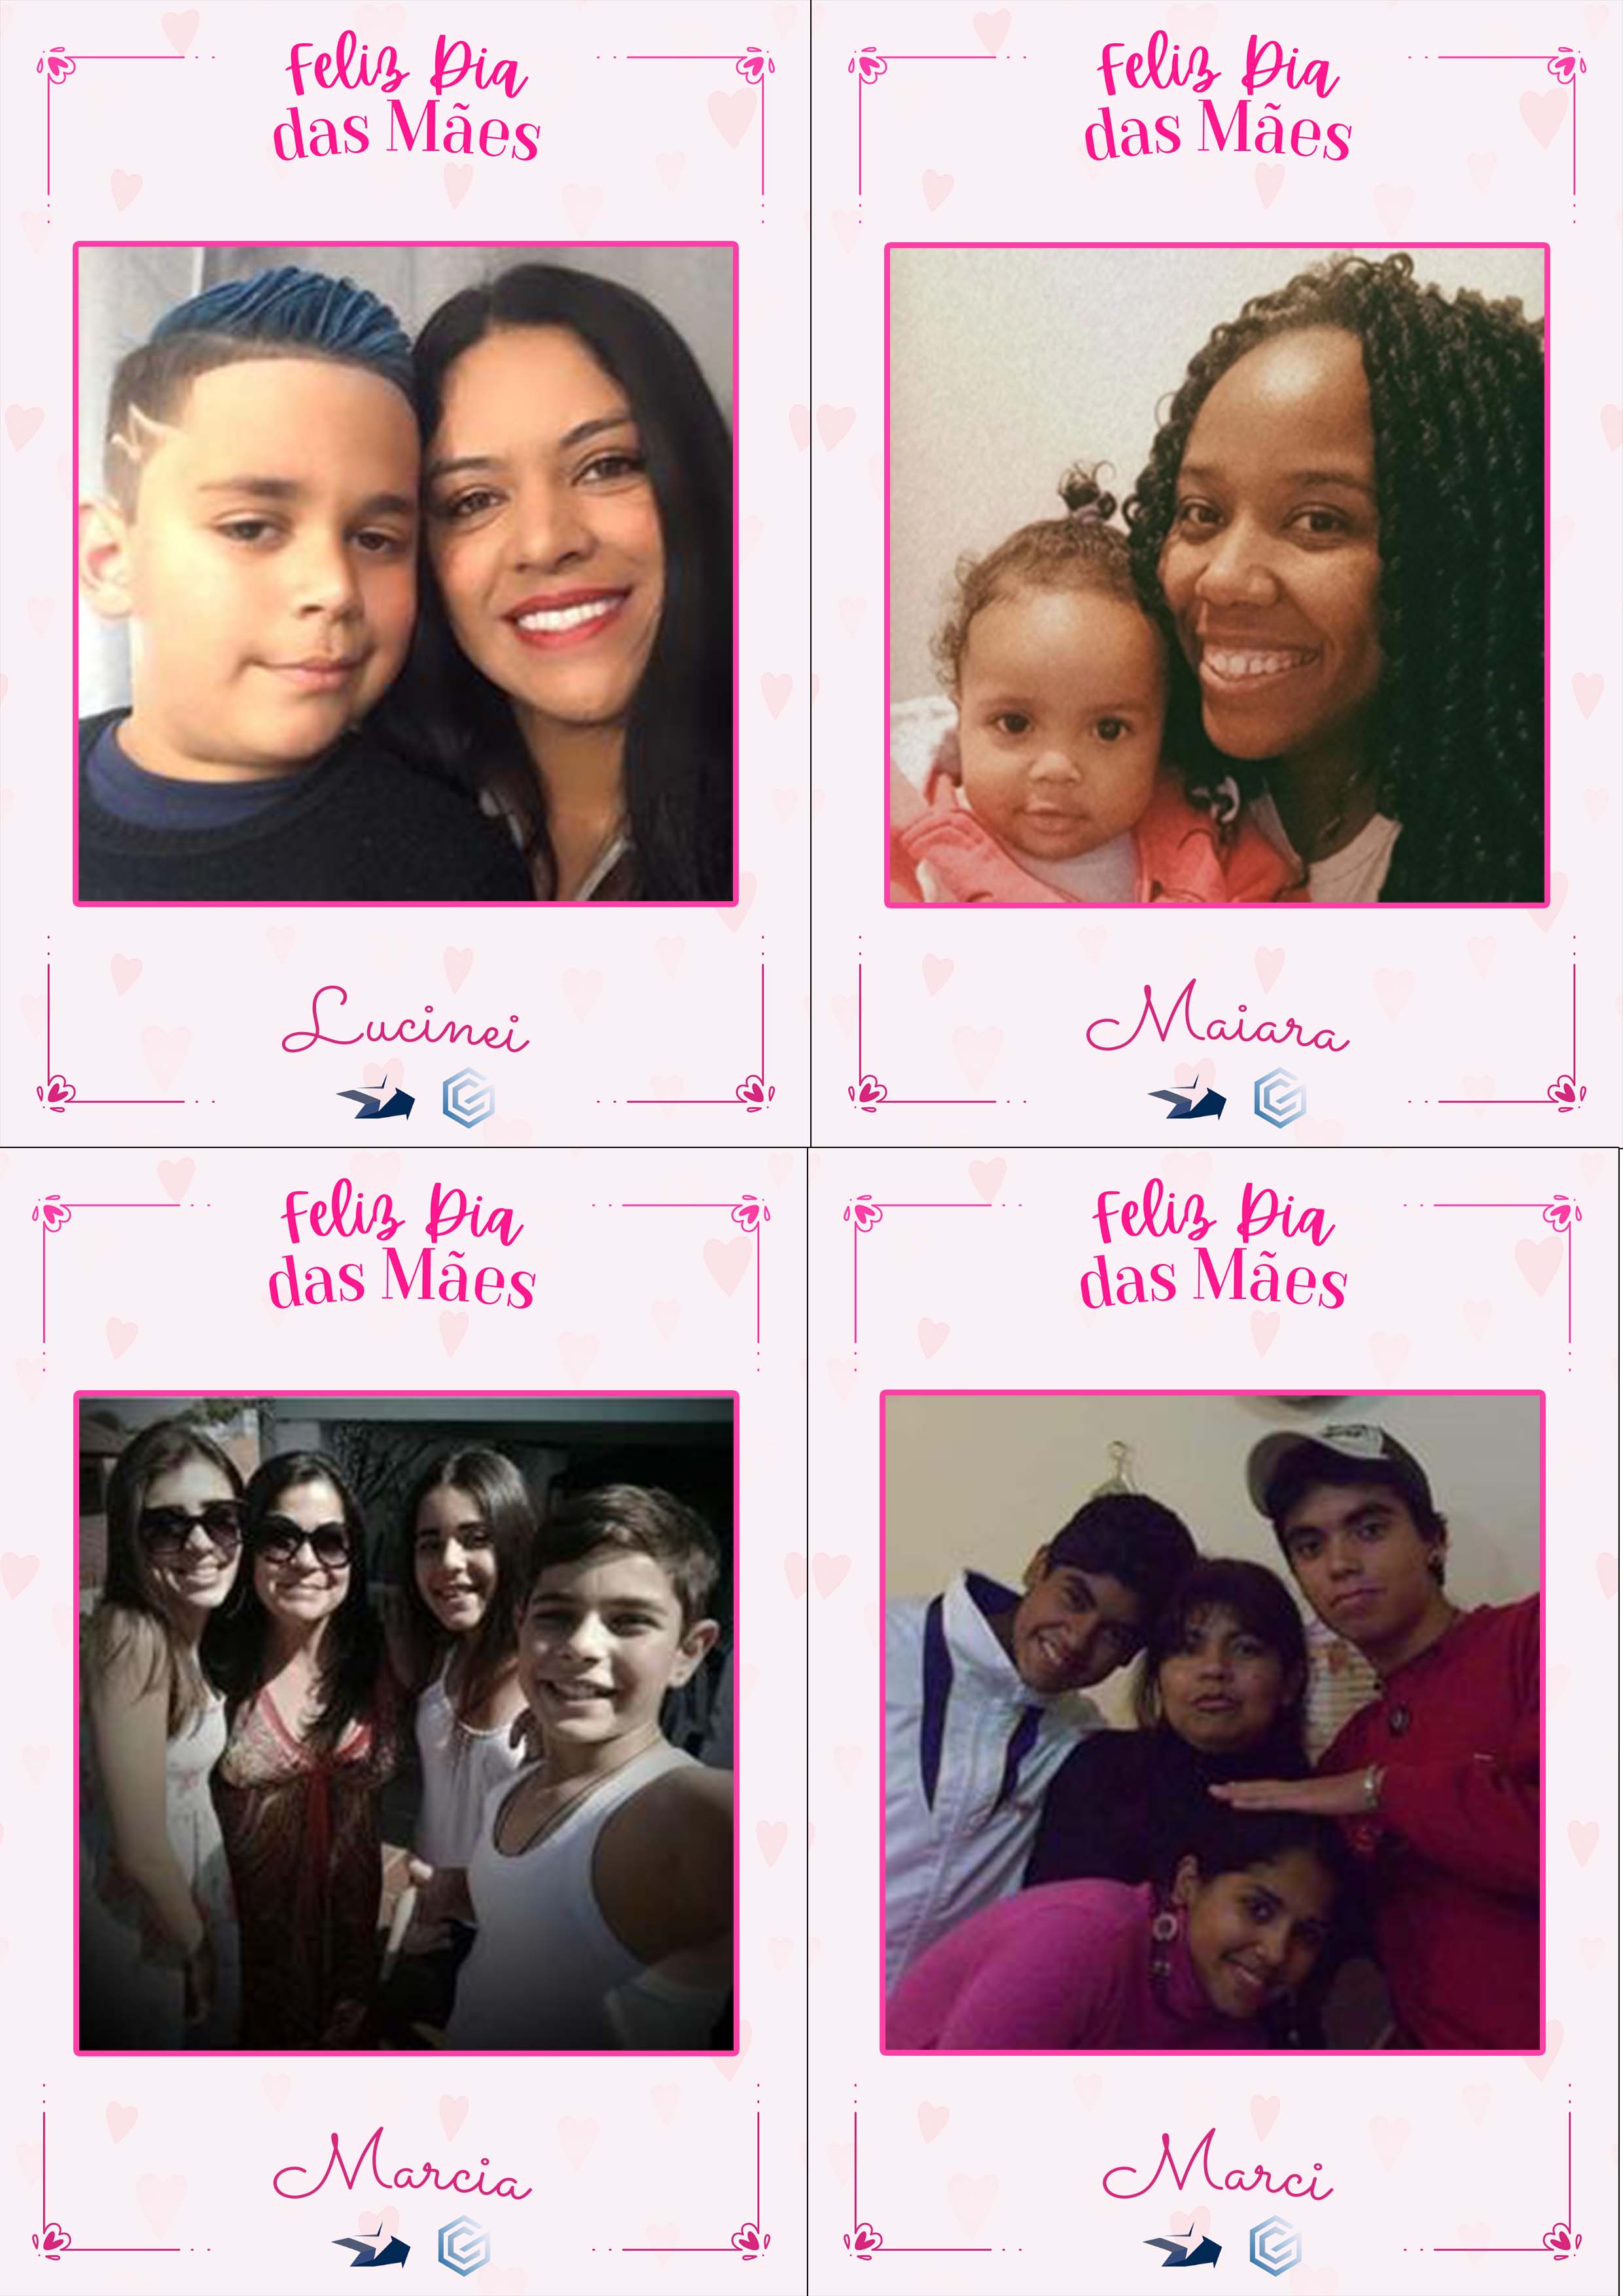 Feliz Dia
das Mães
Lucinei
Feliz Dia
das Mães
Maiara
Feliz Dia
das Mães
Marcia
Feliz Dia
das Mães
Marci